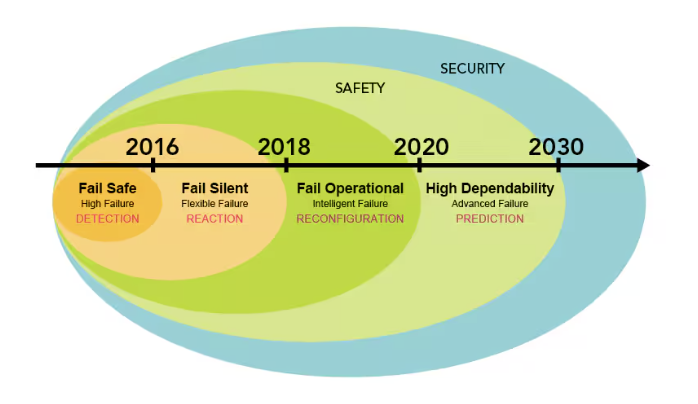 SECURITY
SAFETY
2016 2018 2020 2030
Fail Safe Fail Silent Fail Operational High Dependability
High Failure Flexible Failure Intelligent Failure Advanced Failure
DETECTION REACTION RECONFIGURATION PREDICTION